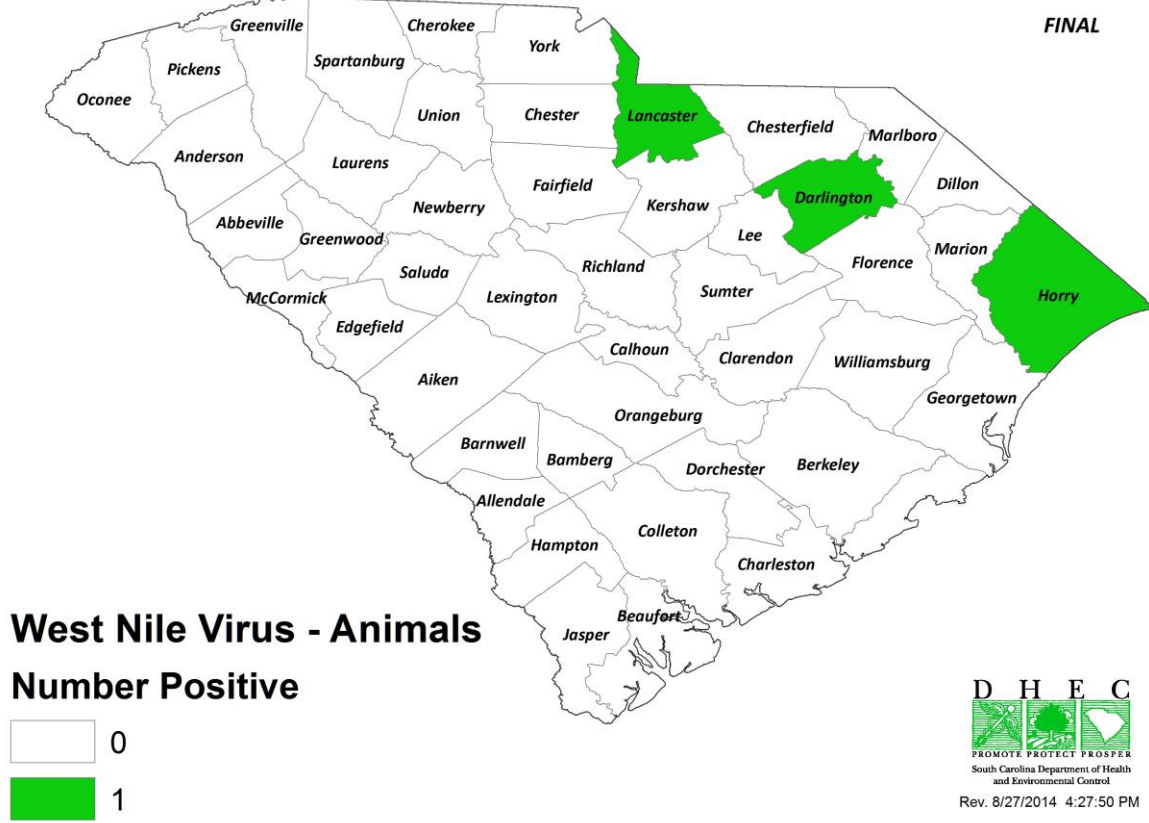 FINAL
Greenville
Cherokee
York
Pickens
Spartanburg
Oconee
Union
Chester
Lancaster
Chesterfield
Marlboro
Anderson
Laurens
Fairfield
Dillon
Darlington
Kershaw
Newberry
Abbeville
Greenwood
Lee
Marion
Florence
Saluda
Richland
Sumter
Horry
McCormick
Lexington
Edgefield
Calhoun
Clarendon
Williamsburg
Aiken
Georgetown
Orangeburg
Barnwell
Bamberg
Dorchester
Berkeley
Allendale
Colleton
Hampton
Charleston
Beaufort
Jasper
West Nile Virus - Animals
Number Positive
0
1
D H E C
PROMOTE PROTECT PROSPER
South Carolina Department of Health
and Environmental Control
Rev. 8/27/2014 4:27:50 PM